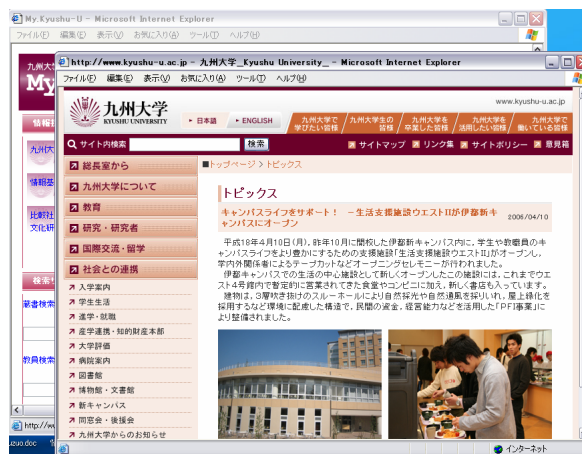 My.Kyushu-U - Microsoft Internet Explorer
ファイル(F) 編集(E) 表示(V) お気に入り(A) ツール(T) ヘルプ(H)
http://www.kyushu-u.ac.jp - 九州大学_Kyushu University_ - Microsoft Internet Explorer
ファイル(F) 編集(E) 表示(V) お気に入り(A) ツール(T) ヘルプ(H)
九州大
My
www.kyushu-u.ac.jp
九州大学
KYUSHU UNIVERSITY
日本語 ENGLISH
九州大学で学びたい皆様
九州大学生の皆様
九州大学を卒業した皆様
九州大学を活用したい皆様
九州大学で働いている皆様
サイト内検索 検索 サイトマップ リンク集 サイトポリシー 意見箱
総長室から
九州大学について
教育
研究・研究者
国際交流・留学
社会との連携
入学案内
学生生活
進学・就職
産学連携・知的財産本部
大学評価
病院案内
図書館
博物館・文書館
新キャンパス
同窓会・後援会
九州大学からのお知らせ
トップページ > トピックス
トピックス
キャンパスライフをサポート! －生活支援施設ウエストIIが伊都新キャンパスにオープン
2006/04/10
平成18年4月10日(月)、昨年10月に開校した伊都新キャンパス内に、学生や教職員のキ
ャンパスライフをより豊かにするための支援施設「生活支援施設ウエストII」がオープンし、
学内外関係者によるテープカットなどオープニングセレモニーが行われました。
伊都キャンパスでの生活の中心施設として新しくオープンしたこの施設には、これまでウエ
スト4号館内で暫定的に営業されてきた食堂やコンビニに加え、新しく書店も入っています。
建物は、3層吹き抜けのスルーホールにより自然採光や自然通風を採りいれ、屋上緑化を
採用するなど環境に配慮した構造で、民間の資金、経営能力などを活用した「PFI事業」に
より整備されました。
九州大
情報基
比較社
文化研
蔵書検索
教員検索
インターネット